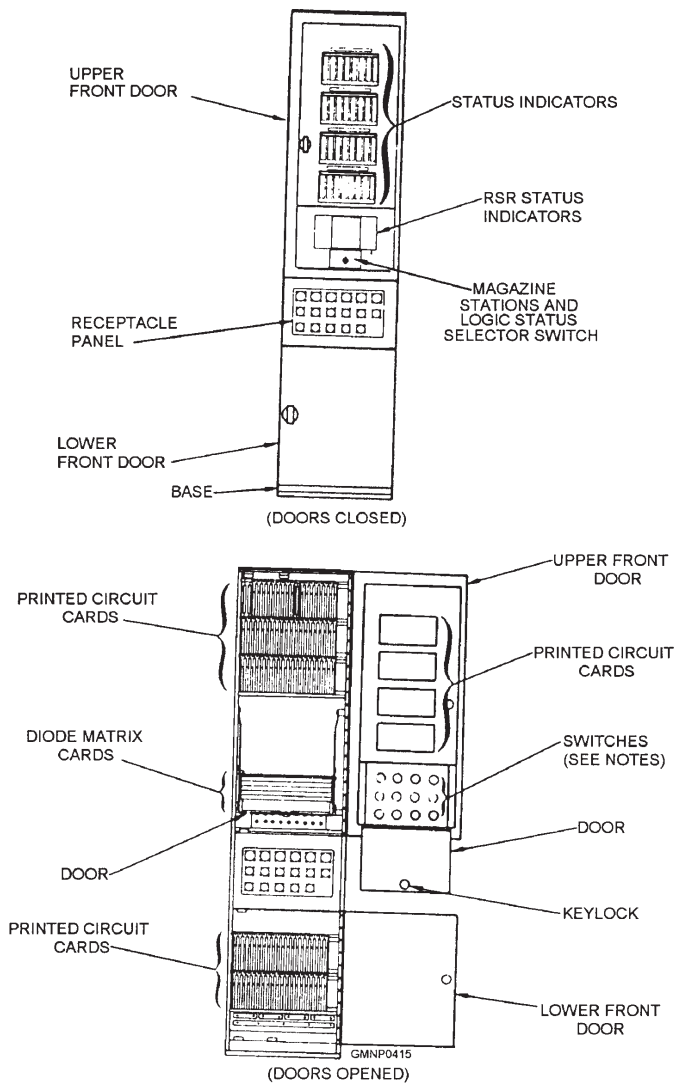 UPPER
FRONT DOOR
STATUS INDICATORS
RSR STATUS
INDICATORS
MAGAZINE
STATIONS AND
LOGIC STATUS
SELECTOR SWITCH
RECEPTACLE
PANEL
LOWER
FRONT DOOR
BASE
(DOORS CLOSED)
UPPER FRONT
DOOR
PRINTED CIRCUIT
CARDS
PRINTED CIRCUIT
CARDS
DIODE MATRIX
CARDS
SWITCHES
(SEE NOTES)
DOOR
DOOR
KEYLOCK
PRINTED CIRCUIT
CARDS
LOWER FRONT
DOOR
GMNP0415
(DOORS OPENED)